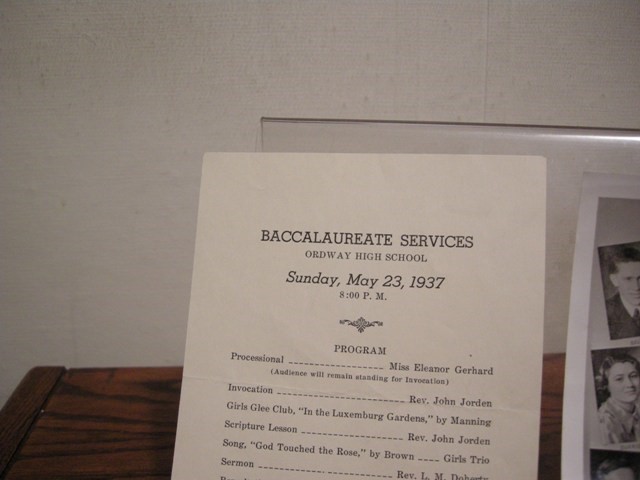 BACCALAUREATE SERVICES
ORDWAY HIGH SCHOOL
Sunday, May 23, 1937
8:00 P. M.
PROGRAM
Processional -------------------- Miss Eleanor Gerhard
(Audience will remain standing for Invocation)
Invocation -------------------------- Rev. John Jorden
Girls Glee Club, "In the Luxemburg Gardens," by Manning
Scripture Lesson --------------------- Rev. John Jorden
Song, "God Touched the Rose," by Brown ---- Girls Trio
Sermon ---------------------------- Rev. L. M. Doherty